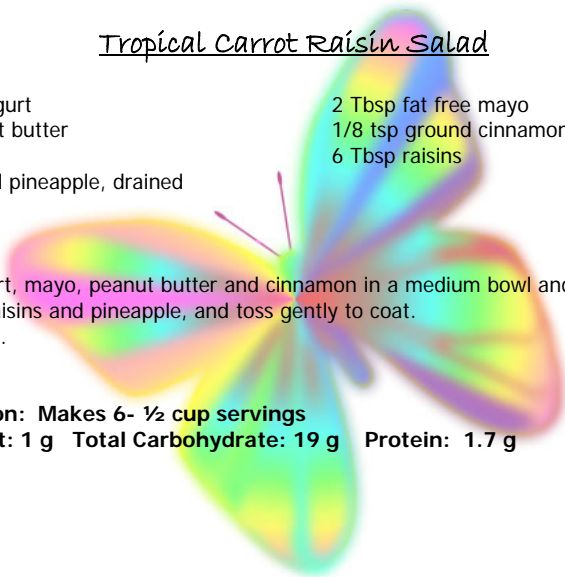 Tropical Carrot Raisin Salad
gurt 2 Tbsp fat free mayo
t butter 1/8 tsp ground cinnamon
6 Tbsp raisins
pineapple, drained
rt, mayo, peanut butter and cinnamon in a medium bowl and
isins and pineapple, and toss gently to coat.
.
on: Makes 6- ½ cup servings
t: 1 g Total Carbohydrate: 19 g Protein: 1.7 g